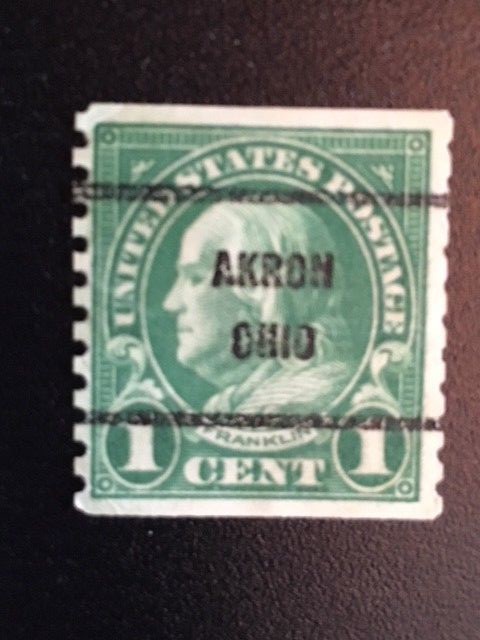 UNITED STATES POSTAGE
AKRON
OHIO
FRANKLIN
1 CENT 1